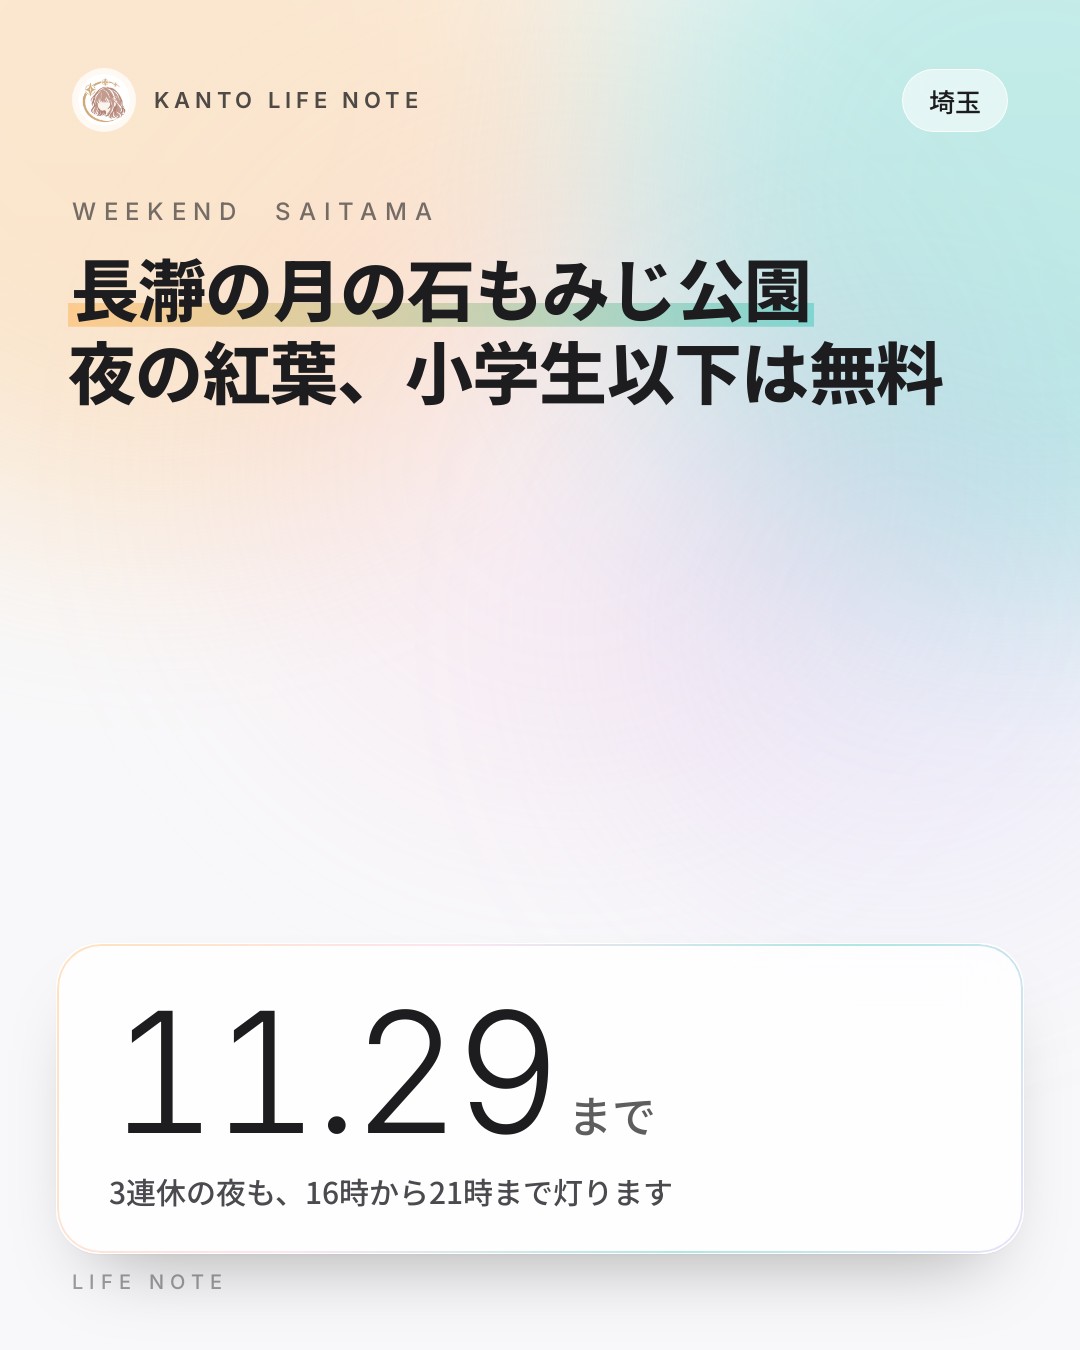 KANTO LIFE NOTE
埼玉
WEEKEND SAITAMA
長瀞の月の石もみじ公園
夜の紅葉、小学生以下は無料
11.29 まで
3連休の夜も、16時から21時まで灯ります
LIFE NOTE